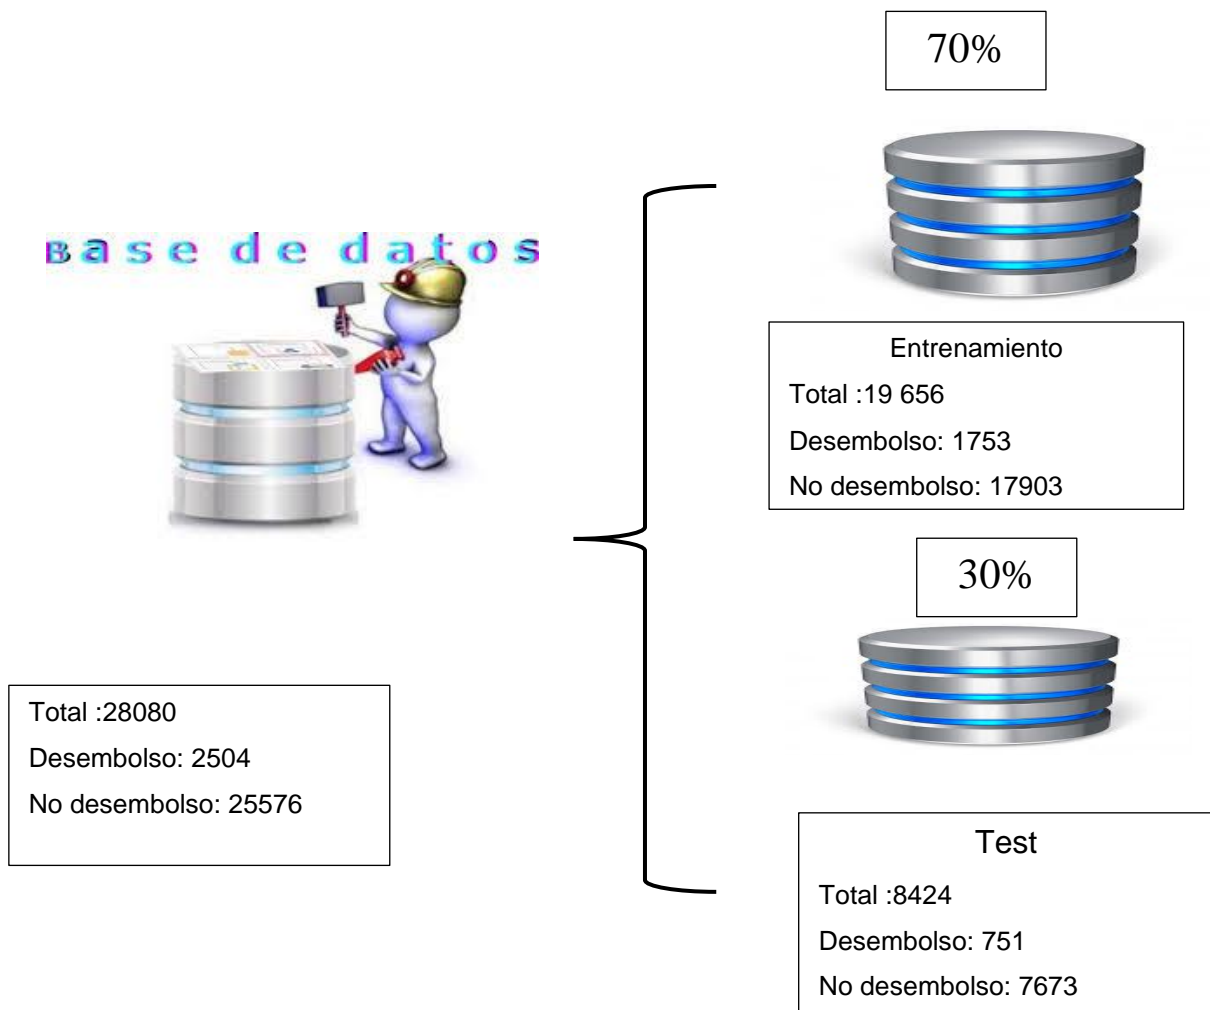 Base de datos
Total :28080
Desembolso: 2504
No desembolso: 25576
70%
Entrenamiento
Total :19 656
Desembolso: 1753
No desembolso: 17903
30%
Test
Total :8424
Desembolso: 751
No desembolso: 7673